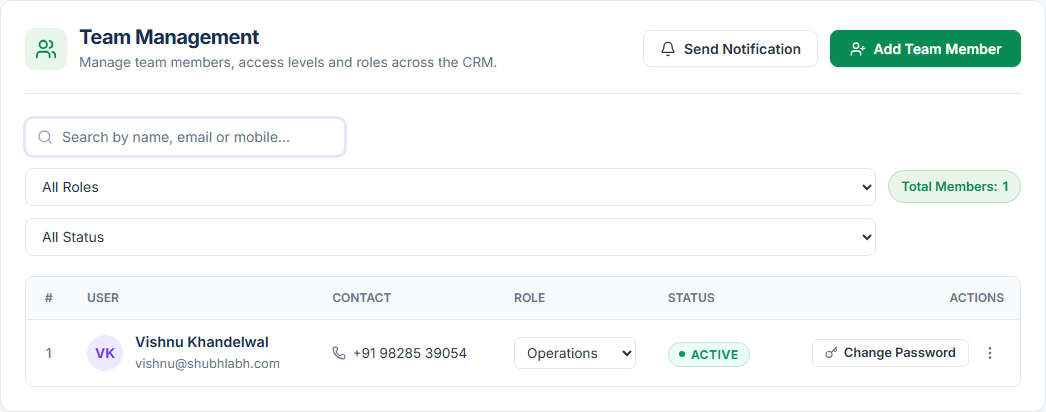 Team Management
Manage team members, access levels and roles across the CRM.
Send Notification
Add Team Member
Search by name, email or mobile...
All Roles
Total Members: 1
All Status
# USER CONTACT ROLE STATUS ACTIONS
1 VK Vishnu Khandelwal
vishnu@shubhlabh.com
+91 98285 39054 Operations ACTIVE Change Password